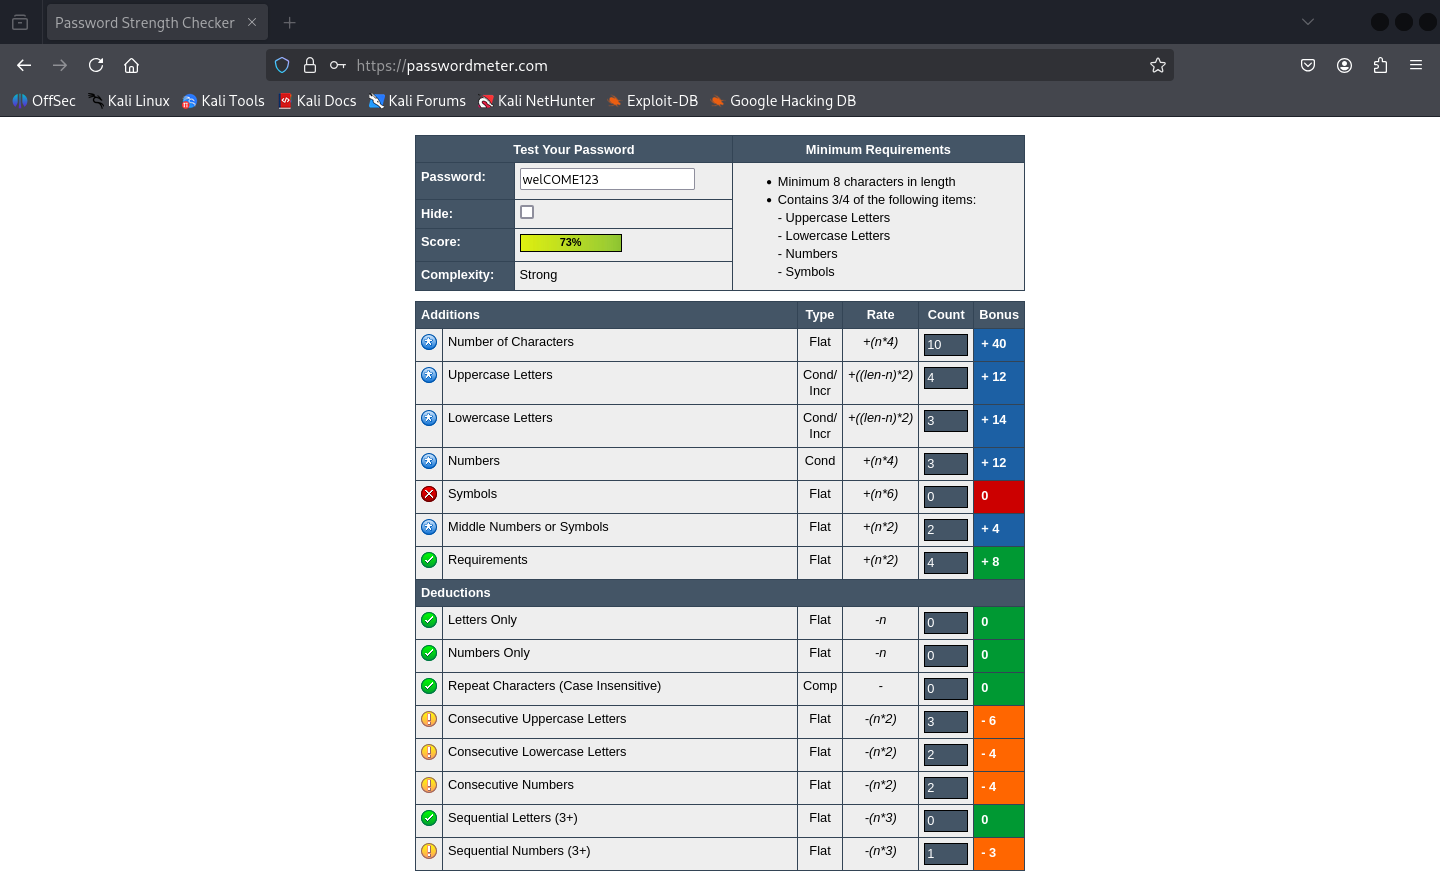 Password Strength Checker
https://passwordmeter.com
OffSec Kali Linux Kali Tools Kali Docs Kali Forums Kali NetHunter Exploit-DB Google Hacking DB
Test Your Password Minimum Requirements
Password: welCOME123
Hide:
Score: 73%
Complexity: Strong
• Minimum 8 characters in length
• Contains 3/4 of the following items:
- Uppercase Letters
- Lowercase Letters
- Numbers
- Symbols
Additions Type Rate Count Bonus
Number of Characters Flat +(n*4) 10 + 40
Uppercase Letters Cond/Incr +((len-n)*2) 4 + 12
Lowercase Letters Cond/Incr +((len-n)*2) 3 + 14
Numbers Cond +(n*4) 3 + 12
Symbols Flat +(n*6) 0 0
Middle Numbers or Symbols Flat +(n*2) 2 + 4
Requirements Flat +(n*2) 4 + 8
Deductions
Letters Only Flat -n 0 0
Numbers Only Flat -n 0 0
Repeat Characters (Case Insensitive) Comp - 0 0
Consecutive Uppercase Letters Flat -(n*2) 3 - 6
Consecutive Lowercase Letters Flat -(n*2) 2 - 4
Consecutive Numbers Flat -(n*2) 2 - 4
Sequential Letters (3+) Flat -(n*3) 0 0
Sequential Numbers (3+) Flat -(n*3) 1 - 3